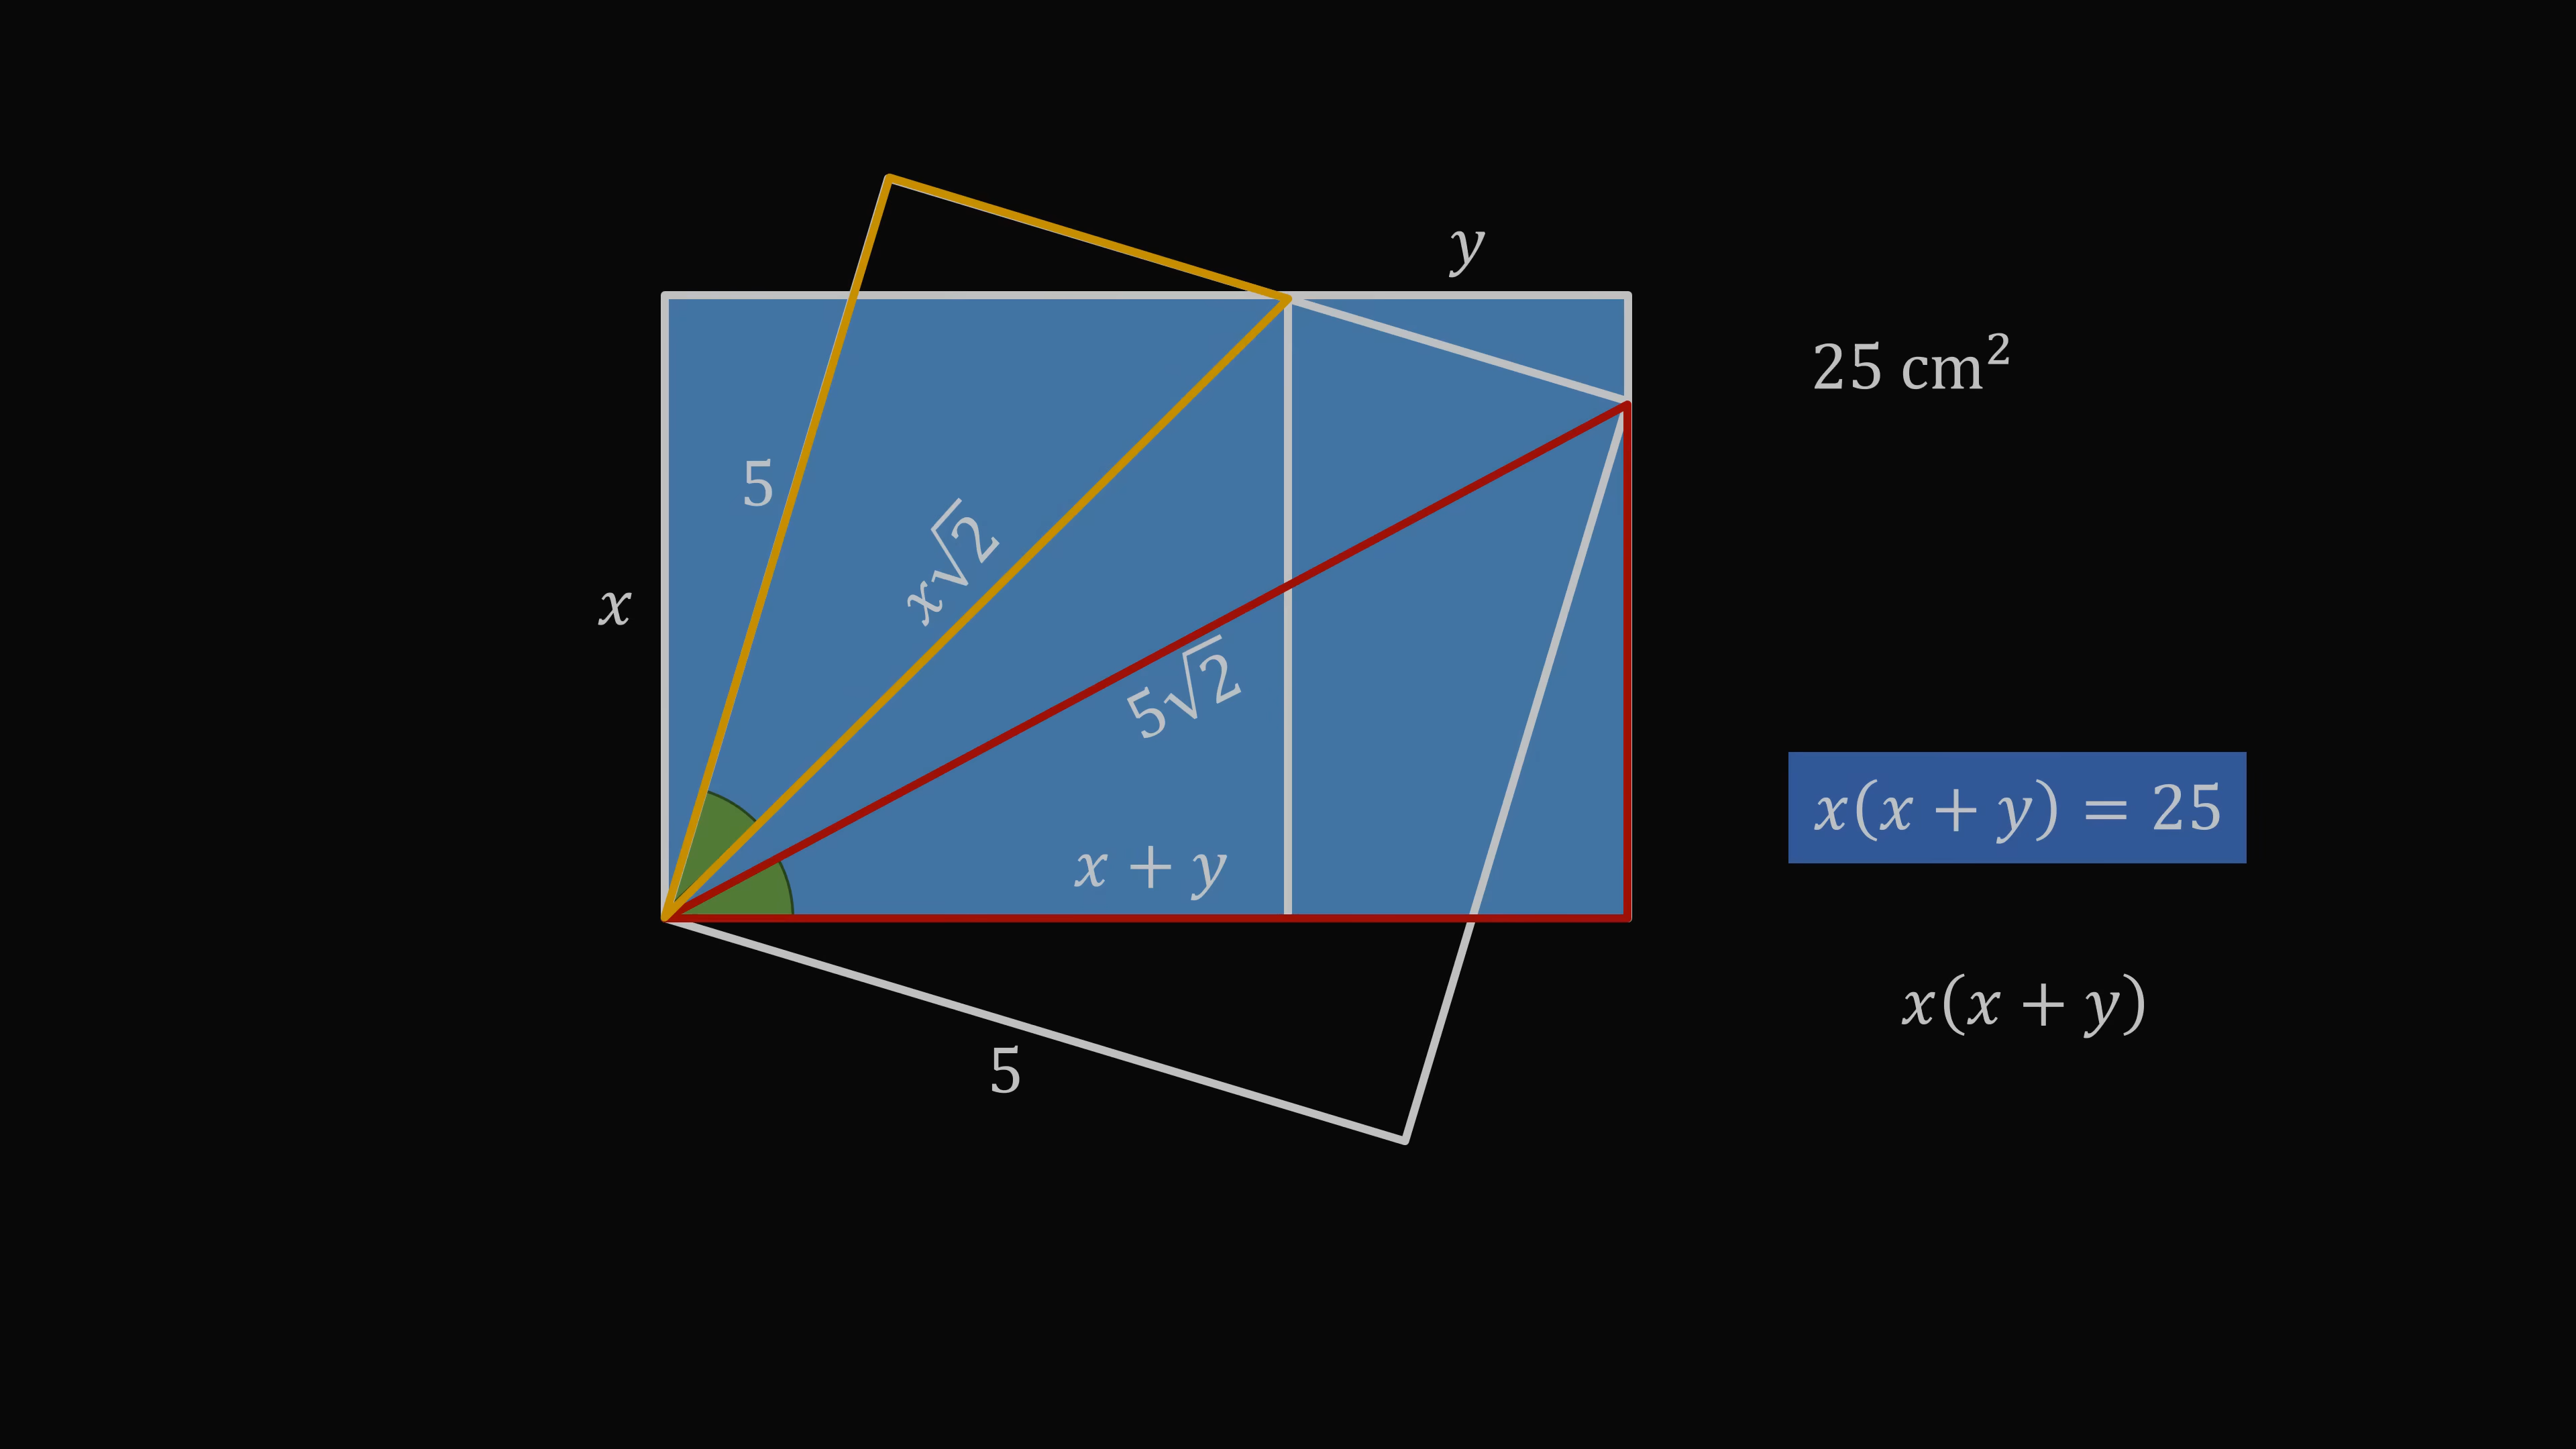 y
25 cm²
5
x√2
x
5√2
x(x + y) = 25
x + y
x(x + y)
5